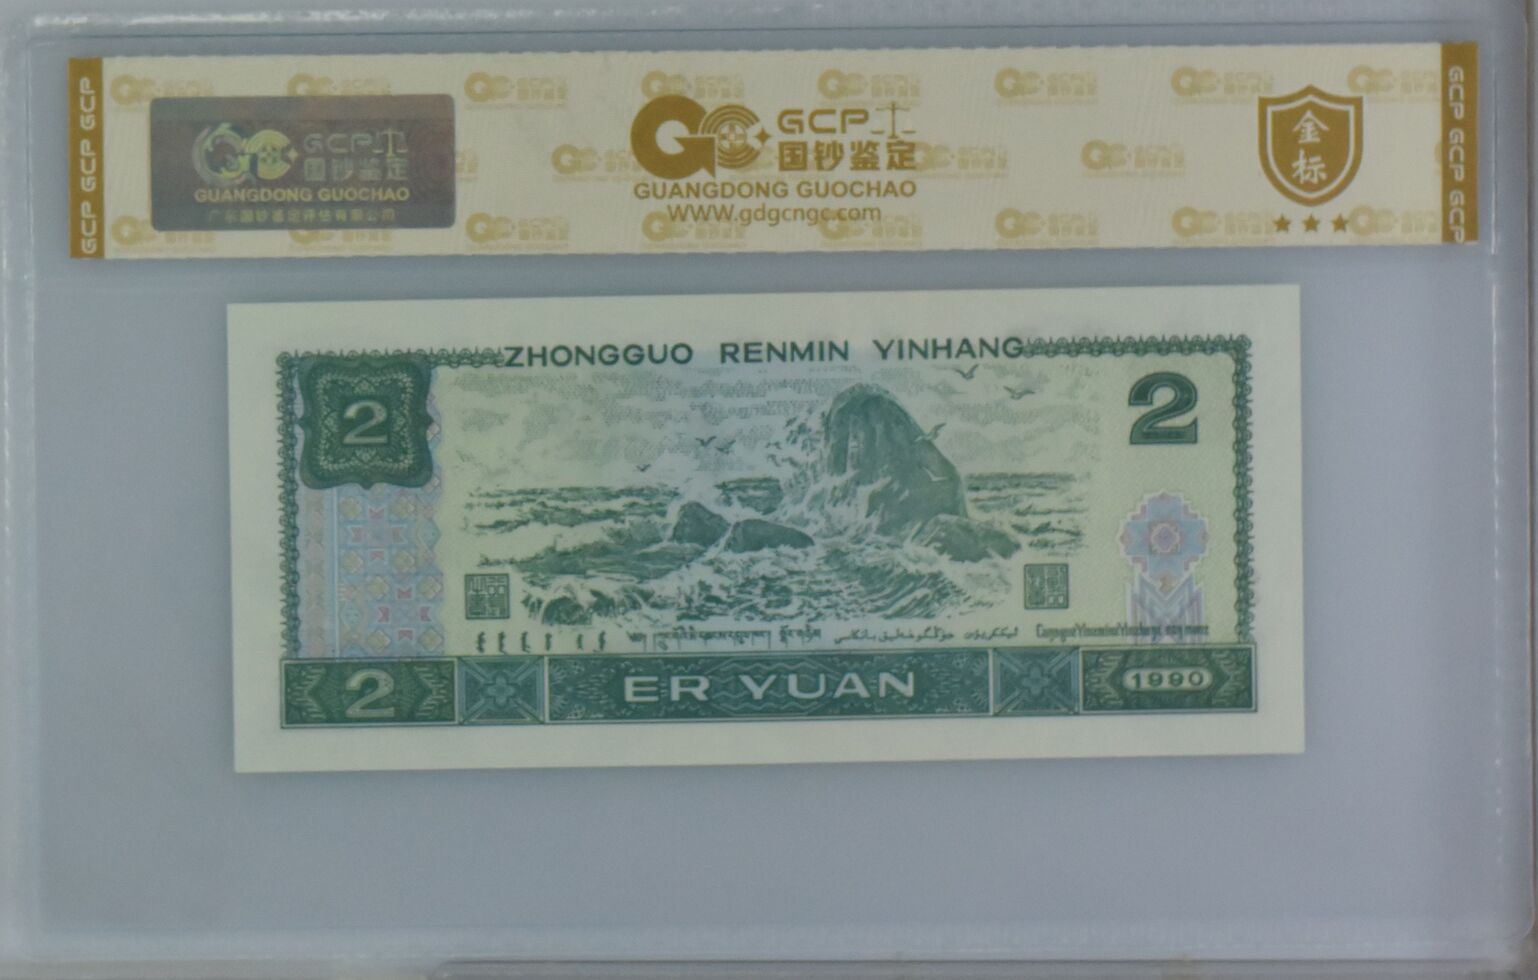 GCP GCP GCP
GCP
国钞鉴定
GUANGDONG GUOCHAO
广东国钞鉴定评估有限公司
GCP
国钞鉴定
GUANGDONG GUOCHAO
WWW.gdgcngc.com
金标
GCP GCP GCP
ZHONGGUO RENMIN YINHANG
2
2
2
ER YUAN
1990